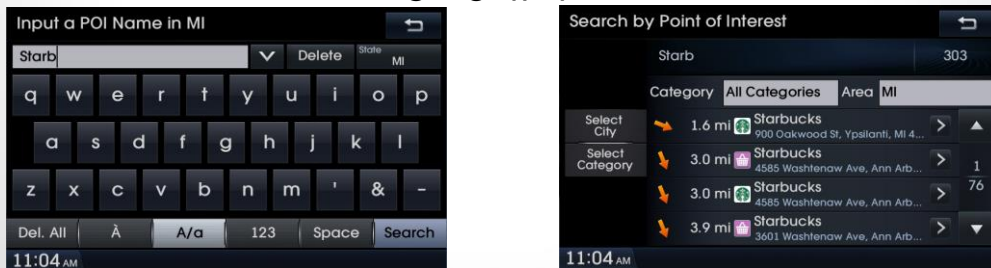 Input a POI Name in MI
Starb Delete State MI
q w e r t y u i o p
a s d f g h j k l
z x c v b n m ' & -
Del. All À A/a 123 Space Search
11:04 AM
Search by Point of Interest
Starb 303
Category All Categories Area MI
Select City
Select Category
1.6 mi Starbucks
900 Oakwood St, Ypsilanti, MI 4...
3.0 mi Starbucks
4585 Washtenaw Ave, Ann Arb...
3.0 mi Starbucks
4585 Washtenaw Ave, Ann Arb...
3.9 mi Starbucks
3601 Washtenaw Ave, Ann Arb...
1
76
11:04 AM